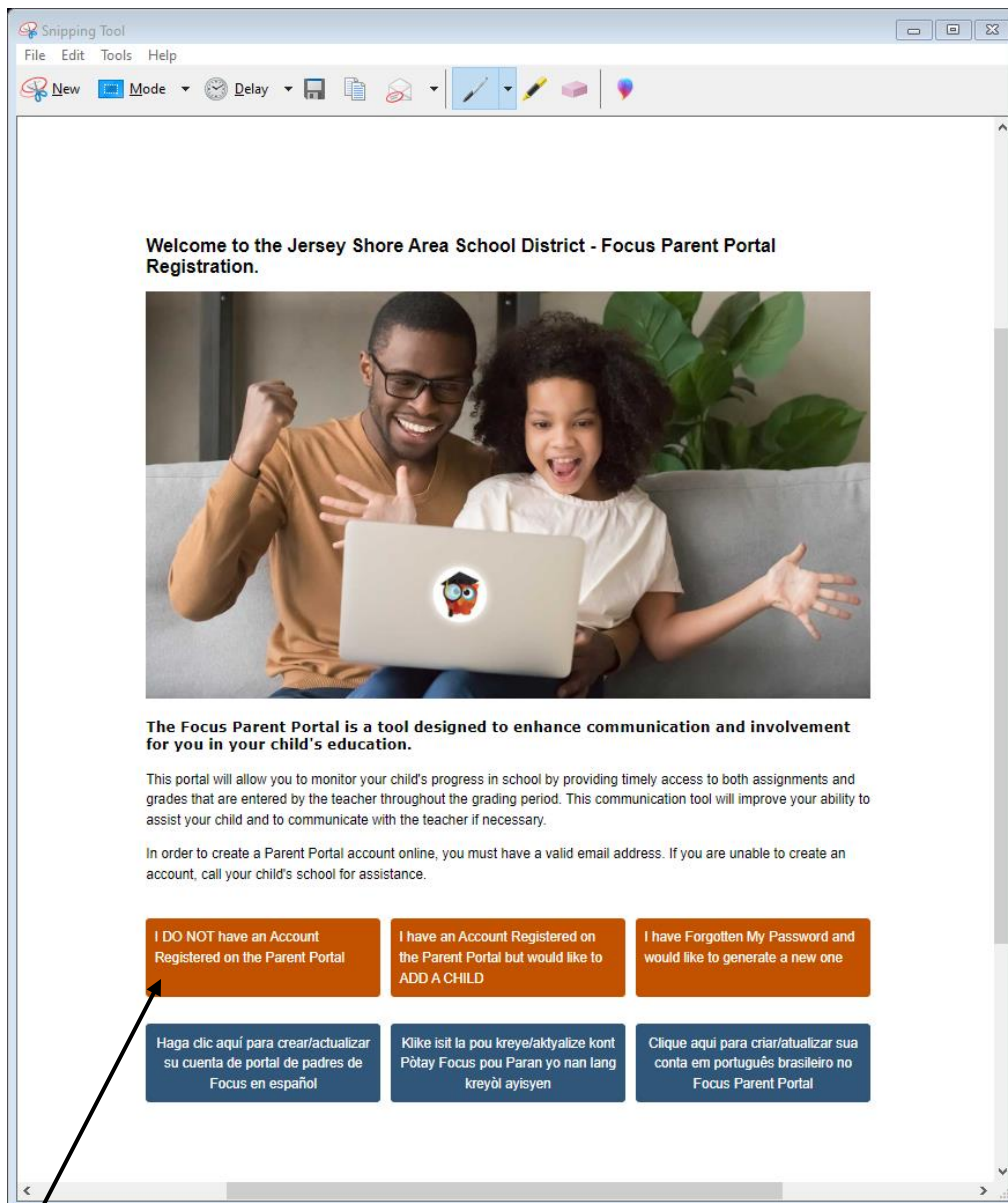 Snipping Tool
File Edit Tools Help
New Mode Delay
Welcome to the Jersey Shore Area School District - Focus Parent Portal
Registration.
The Focus Parent Portal is a tool designed to enhance communication and involvement
for you in your child's education.
This portal will allow you to monitor your child's progress in school by providing timely access to both assignments and
grades that are entered by the teacher throughout the grading period. This communication tool will improve your ability to
assist your child and to communicate with the teacher if necessary.
In order to create a Parent Portal account online, you must have a valid email address. If you are unable to create an
account, call your child's school for assistance.
I DO NOT have an Account
Registered on the Parent Portal
I have an Account Registered on
the Parent Portal but would like to
ADD A CHILD
I have Forgotten My Password and
would like to generate a new one
Haga clic aquí para crear/actualizar
su cuenta de portal de padres de
Focus en español
Klike isit la pou kreye/aktyalize kont
Pòtay Focus pou Paran yo nan lang
kreyòl ayisyen
Clique aqui para criar/atualizar sua
conta em português brasileiro no
Focus Parent Portal